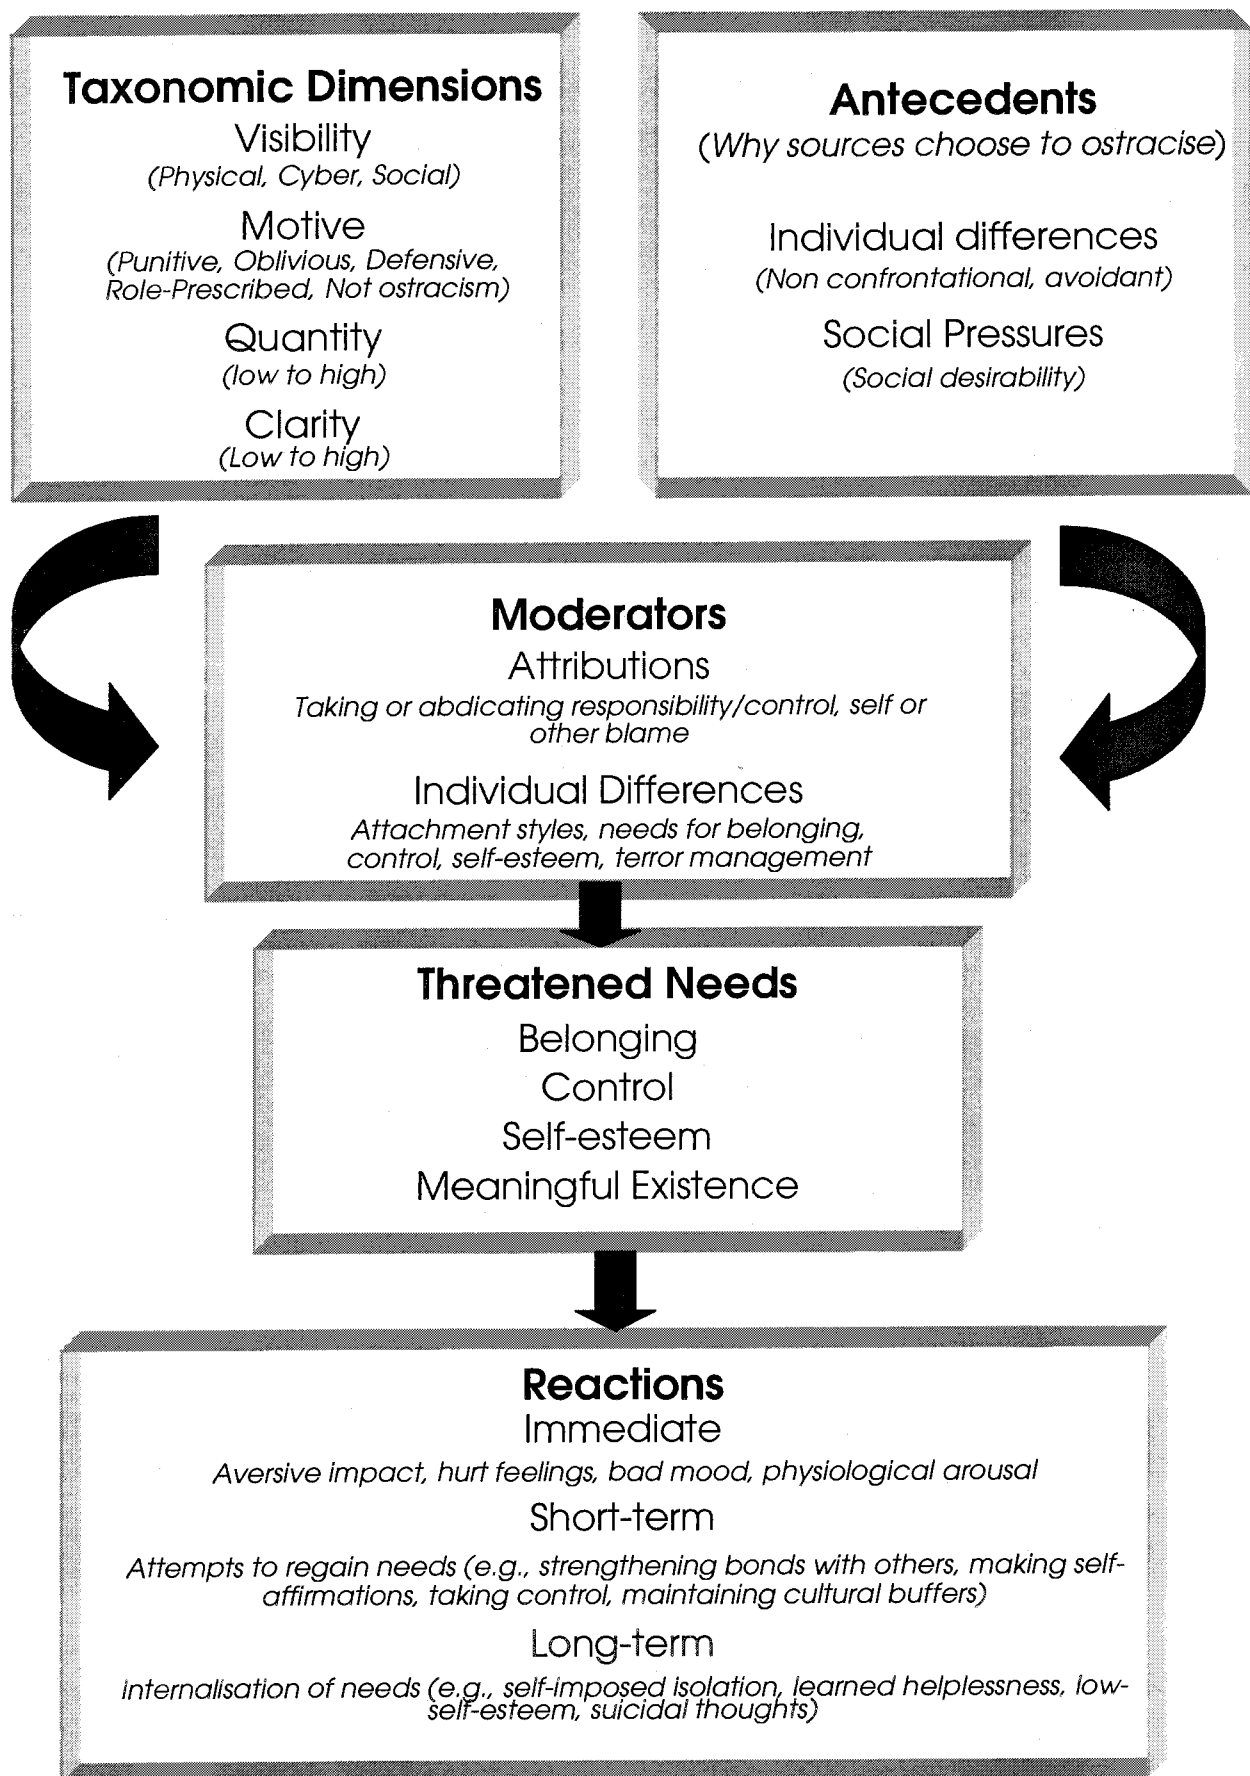 Taxonomic Dimensions
Visibility
(Physical, Cyber, Social)
Motive
(Punitive, Oblivious, Defensive,
Role-Prescribed, Not ostracism)
Quantity
(low to high)
Clarity
(Low to high)
Antecedents
(Why sources choose to ostracise)
Individual differences
(Non confrontational, avoidant)
Social Pressures
(Social desirability)
Moderators
Attributions
Taking or abdicating responsibility/control, self or
other blame
Individual Differences
Attachment styles, needs for belonging,
control, self-esteem, terror management
Threatened Needs
Belonging
Control
Self-esteem
Meaningful Existence
Reactions
Immediate
Aversive impact, hurt feelings, bad mood, physiological arousal
Short-term
Attempts to regain needs (e.g., strengthening bonds with others, making self-
affirmations, taking control, maintaining cultural buffers)
Long-term
Internalisation of needs (e.g., self-imposed isolation, learned helplessness, low-
self-esteem, suicidal thoughts)